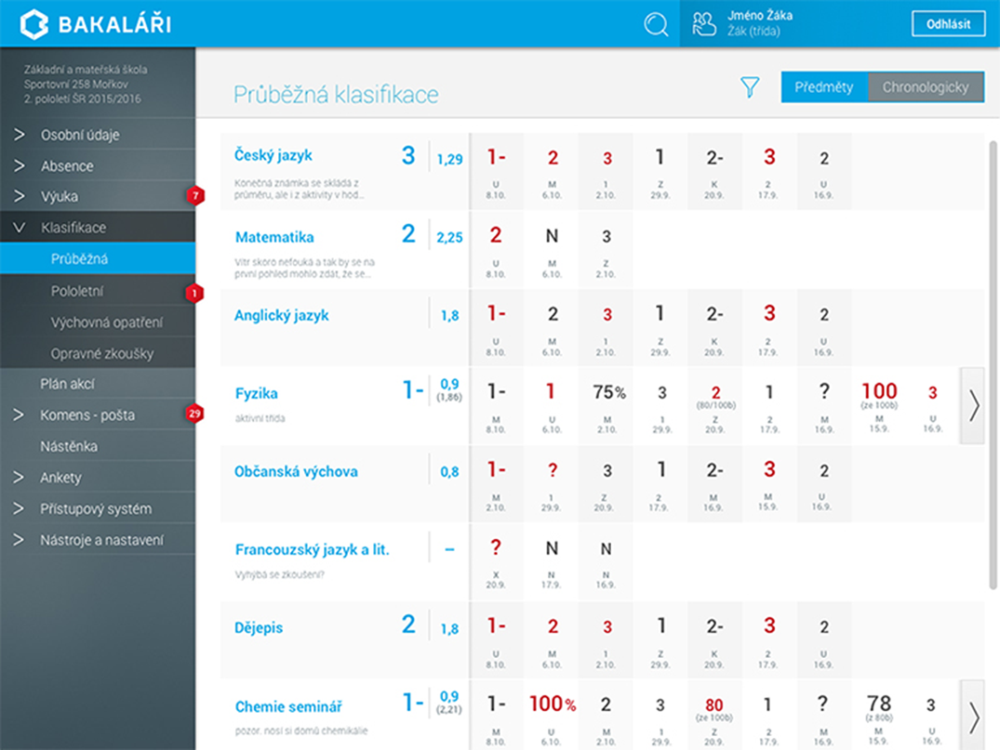 BAKALÁŘI
Jméno Žáka
Žák (třída)
Odhlásit
Základní a mateřská škola
Sportovní 258 Mořkov
2. pololetí ŠR 2015/2016
Osobní údaje
Absence
Výuka 7
Klasifikace
Průběžná
Pololetní 1
Výchovná opatření
Opravné zkoušky
Plán akcí
Komens - pošta 29
Nástěnka
Ankety
Přístupový systém
Nástroje a nastavení
Průběžná klasifikace
Předměty Chronologicky
Český jazyk 3 1,29 1- 2 3 1 2- 3 2
Konečná známka se skládá z
průměru, ale i z aktivity v hod...
U M 1 Z K 2 U
8.10. 6.10. 2.10. 29.9. 20.9. 17.9. 16.9.
Matematika 2 2,25 2 N 3
Vítr skoro nefouká a tak by se na
první pohled mohlo zdát, že se...
U M Z
8.10. 6.10. 2.10.
Anglický jazyk 1,8 1- 2 3 1 2- 3 2
U M 1 Z K 2 U
8.10. 6.10. 2.10. 29.9. 20.9. 17.9. 16.9.
Fyzika 1- 0,9 (1,86) 1- 1 75% 3 2 1 ? 100 3
(80/100b) (ze 100b)
aktivní třída
M U M 1 Z 2 M M U
8.10. 6.10. 2.10. 29.9. 20.9. 17.9. 16.9. 15.9. 16.9.
Občanská výchova 0,8 1- ? 3 1 2- 3 2
M 1 Z 2 M M U
2.10. 29.9. 20.9. 17.9. 16.9. 15.9. 16.9.
Francouzský jazyk a lit. – ? N N
Vyhýbá se zkoušení?
X N N
20.9. 17.9. 16.9.
Dějepis 2 1,8 1- 2 3 1 2- 3 2
U M 1 Z K 2 U
8.10. 6.10. 2.10. 29.9. 20.9. 17.9. 16.9.
Chemie seminář 1- 0,9 (2,21) 1- 100% 2 3 80 1 ? 78 3
(ze 100b) (z 80b)
pozor. nosí si domů chemikálie
M U M 1 Z 2 M M U
8.10. 6.10. 2.10. 29.9. 20.9. 17.9. 16.9. 15.9. 16.9.